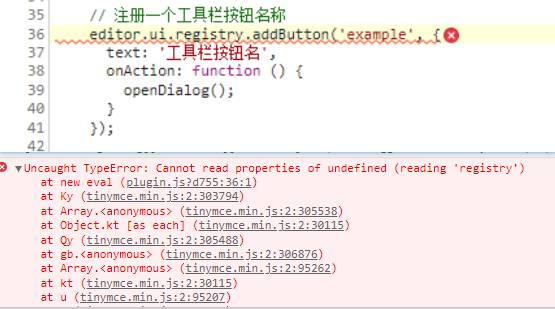 35 // 注册一个工具栏按钮名称
36 editor.ui.registry.addButton('example', {
37 text: '工具栏按钮名',
38 onAction: function () {
39 openDialog();
40 }
41 });
42
Uncaught TypeError: Cannot read properties of undefined (reading 'registry')
at new eval (plugin.js?d755:36:1)
at Ky (tinymce.min.js:2:303794)
at Array.<anonymous> (tinymce.min.js:2:305538)
at Object.kt [as each] (tinymce.min.js:2:30115)
at Qy (tinymce.min.js:2:305488)
at gb.<anonymous> (tinymce.min.js:2:306876)
at Array.<anonymous> (tinymce.min.js:2:95262)
at kt (tinymce.min.js:2:30115)
at u (tinymce.min.js:2:95207)